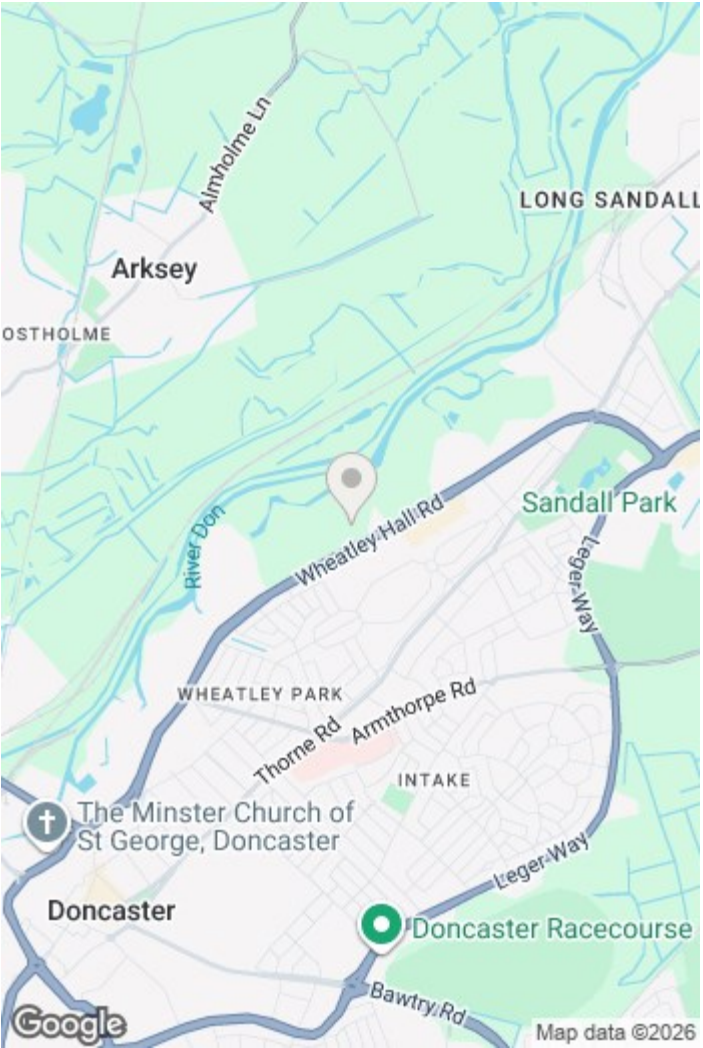 Almholme Ln
LONG SANDALL
Arksey
OSTHOLME
Sandall Park
Wheatley Hall Rd
River Don
Leger Way
WHEATLEY PARK
Armthorpe Rd
Thorne Rd
INTAKE
The Minster Church of
St George, Doncaster
Leger Way
Doncaster
Doncaster Racecourse
Bawtry Rd
Google
Map data ©2026